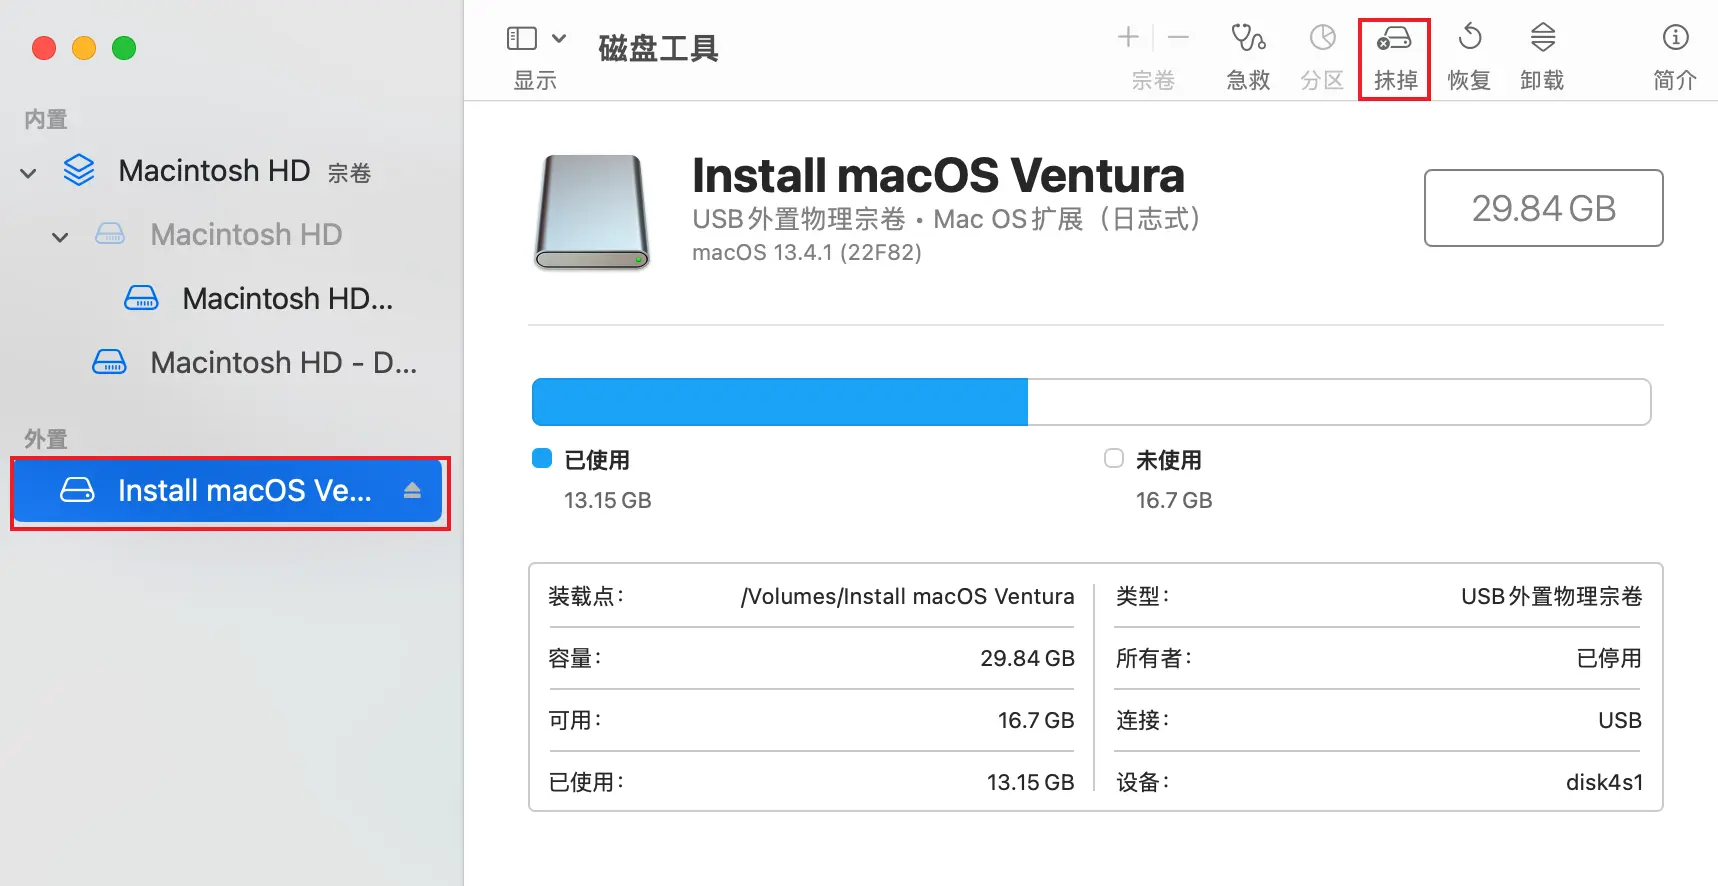 磁盘工具
显示
宗卷
急救
分区
抹掉
恢复
卸载
简介
内置
Macintosh HD 宗卷
Macintosh HD
Macintosh HD...
Macintosh HD - D...
外置
Install macOS Ve...
Install macOS Ventura
USB外置物理宗卷 • Mac OS扩展（日志式）
macOS 13.4.1 (22F82)
29.84 GB
已使用
13.15 GB
未使用
16.7 GB
装载点： /Volumes/Install macOS Ventura
容量： 29.84 GB
可用： 16.7 GB
已使用： 13.15 GB
类型： USB外置物理宗卷
所有者： 已停用
连接： USB
设备： disk4s1